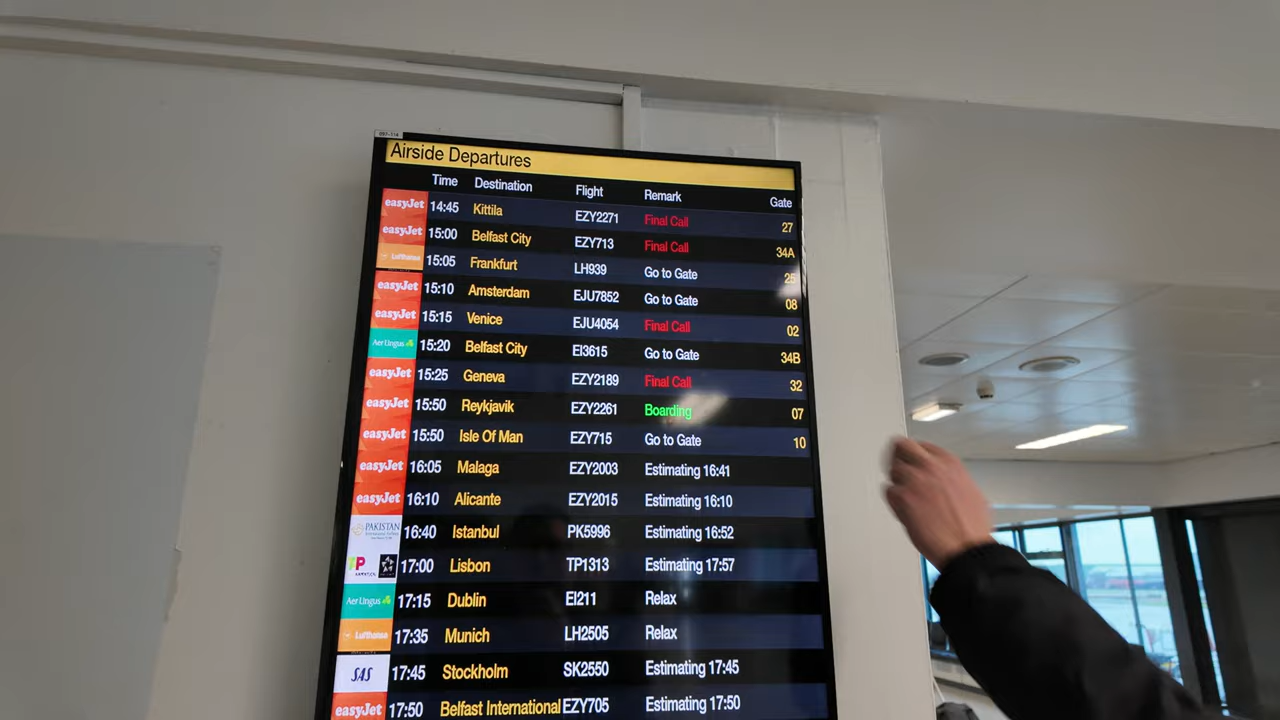 Airside Departures
Time Destination Flight Remark Gate
easyJet 14:45 Kittila EZY2271 Final Call 27
easyJet 15:00 Belfast City EZY713 Final Call 34A
Lufthansa 15:05 Frankfurt LH939 Go to Gate 25
easyJet 15:10 Amsterdam EJU7852 Go to Gate 08
easyJet 15:15 Venice EJU4054 Final Call 02
Aer Lingus 15:20 Belfast City EI3615 Go to Gate 34B
easyJet 15:25 Geneva EZY2189 Final Call 32
easyJet 15:50 Reykjavik EZY2261 Boarding 07
easyJet 15:50 Isle Of Man EZY715 Go to Gate 10
easyJet 16:05 Malaga EZY2003 Estimating 16:41
easyJet 16:10 Alicante EZY2015 Estimating 16:10
PAKISTAN 16:40 Istanbul PK5996 Estimating 16:52
TP 17:00 Lisbon TP1313 Estimating 17:57
Aer Lingus 17:15 Dublin EI211 Relax
Lufthansa 17:35 Munich LH2505 Relax
SAS 17:45 Stockholm SK2550 Estimating 17:45
easyJet 17:50 Belfast International EZY705 Estimating 17:50